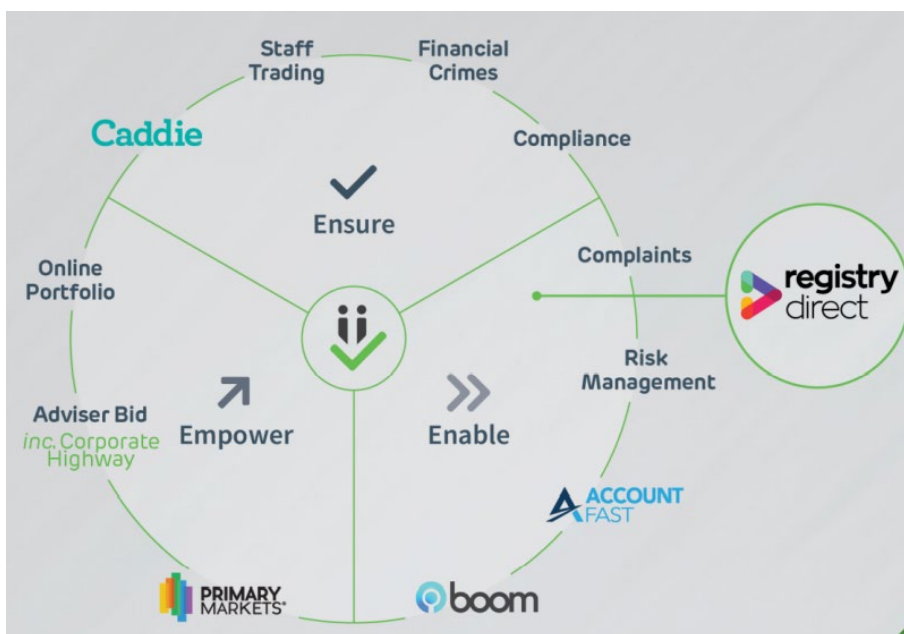 Staff
Trading
Financial
Crimes
Caddie
Compliance
Ensure
Complaints
Online
Portfolio
registry
direct
Risk
Management
Adviser Bid
inc. Corporate
Highway
Empower
Enable
ACCOUNT
FAST
PRIMARY
MARKETS®
boom